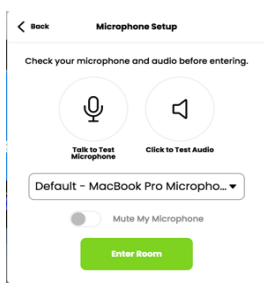 Back
Microphone Setup
Check your microphone and audio before entering.
Talk to Test
Microphone
Click to Test Audio
Default - MacBook Pro Micropho...
Mute My Microphone
Enter Room